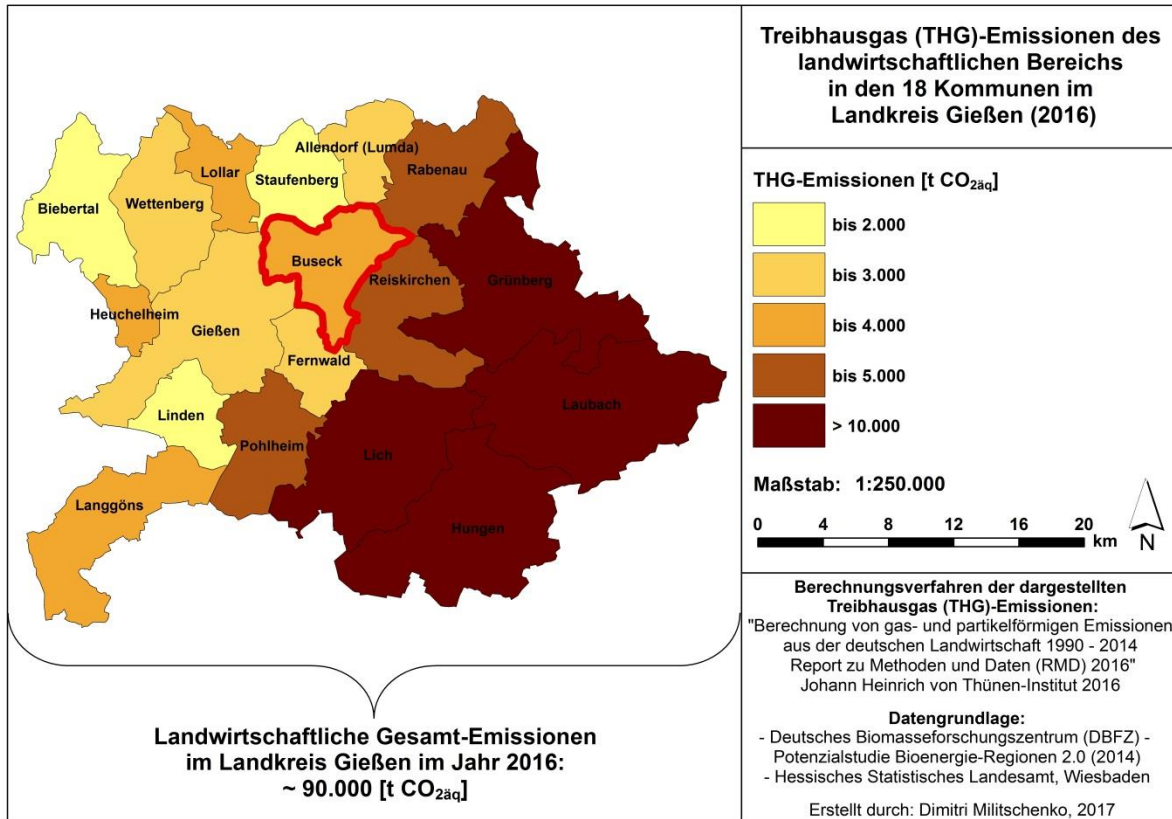 Treibhausgas (THG)-Emissionen des
landwirtschaftlichen Bereichs
in den 18 Kommunen im
Landkreis Gießen (2016)
THG-Emissionen [t CO2äq]
bis 2.000
bis 3.000
bis 4.000
bis 5.000
> 10.000
Maßstab: 1:250.000
0 4 8 12 16 20
km
N
Berechnungsverfahren der dargestellten
Treibhausgas (THG)-Emissionen:
"Berechnung von gas- und partikelförmigen Emissionen
aus der deutschen Landwirtschaft 1990 - 2014
Report zu Methoden und Daten (RMD) 2016"
Johann Heinrich von Thünen-Institut 2016
Datengrundlage:
- Deutsches Biomasseforschungszentrum (DBFZ) -
Potenzialstudie Bioenergie-Regionen 2.0 (2014)
- Hessisches Statistisches Landesamt, Wiesbaden
Erstellt durch: Dimitri Militschenko, 2017
Allendorf (Lumda)
Lollar
Rabenau
Staufenberg
Wettenberg
Biebertal
Buseck
Reiskirchen
Grünberg
Heuchelheim
Gießen
Fernwald
Linden
Laubach
Pohlheim
Lich
Langgöns
Hungen
Landwirtschaftliche Gesamt-Emissionen
im Landkreis Gießen im Jahr 2016:
~ 90.000 [t CO2äq]